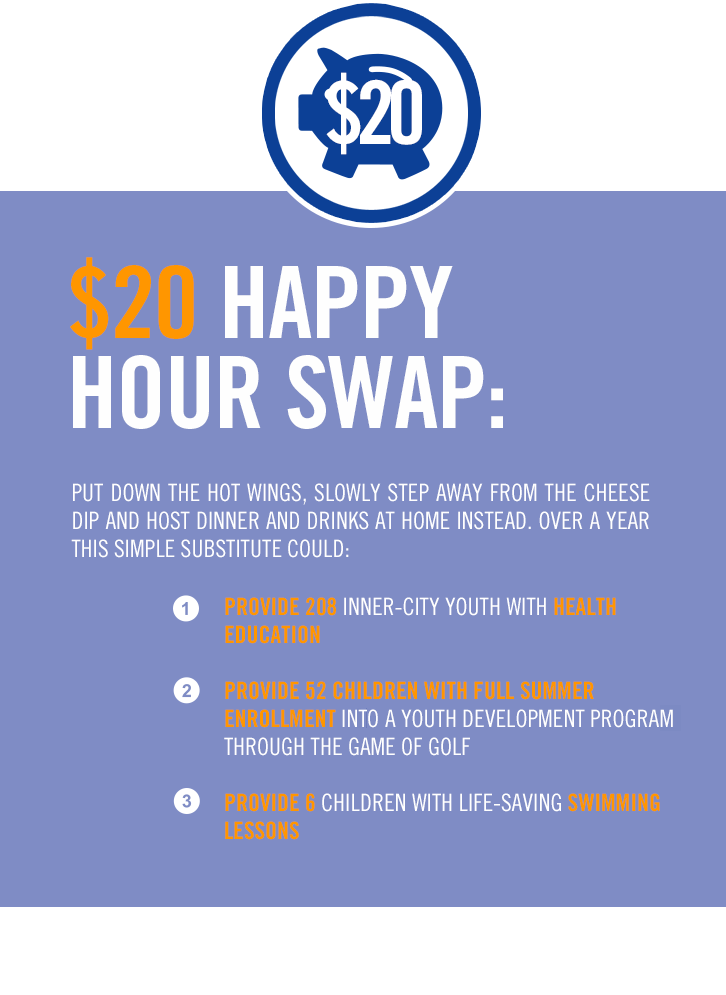 $20
$20 HAPPY
HOUR SWAP:
PUT DOWN THE HOT WINGS, SLOWLY STEP AWAY FROM THE CHEESE
DIP AND HOST DINNER AND DRINKS AT HOME INSTEAD. OVER A YEAR
THIS SIMPLE SUBSTITUTE COULD:
1 PROVIDE 208 INNER-CITY YOUTH WITH HEALTH
EDUCATION
2 PROVIDE 52 CHILDREN WITH FULL SUMMER
ENROLLMENT INTO A YOUTH DEVELOPMENT PROGRAM
THROUGH THE GAME OF GOLF
3 PROVIDE 6 CHILDREN WITH LIFE-SAVING SWIMMING
LESSONS